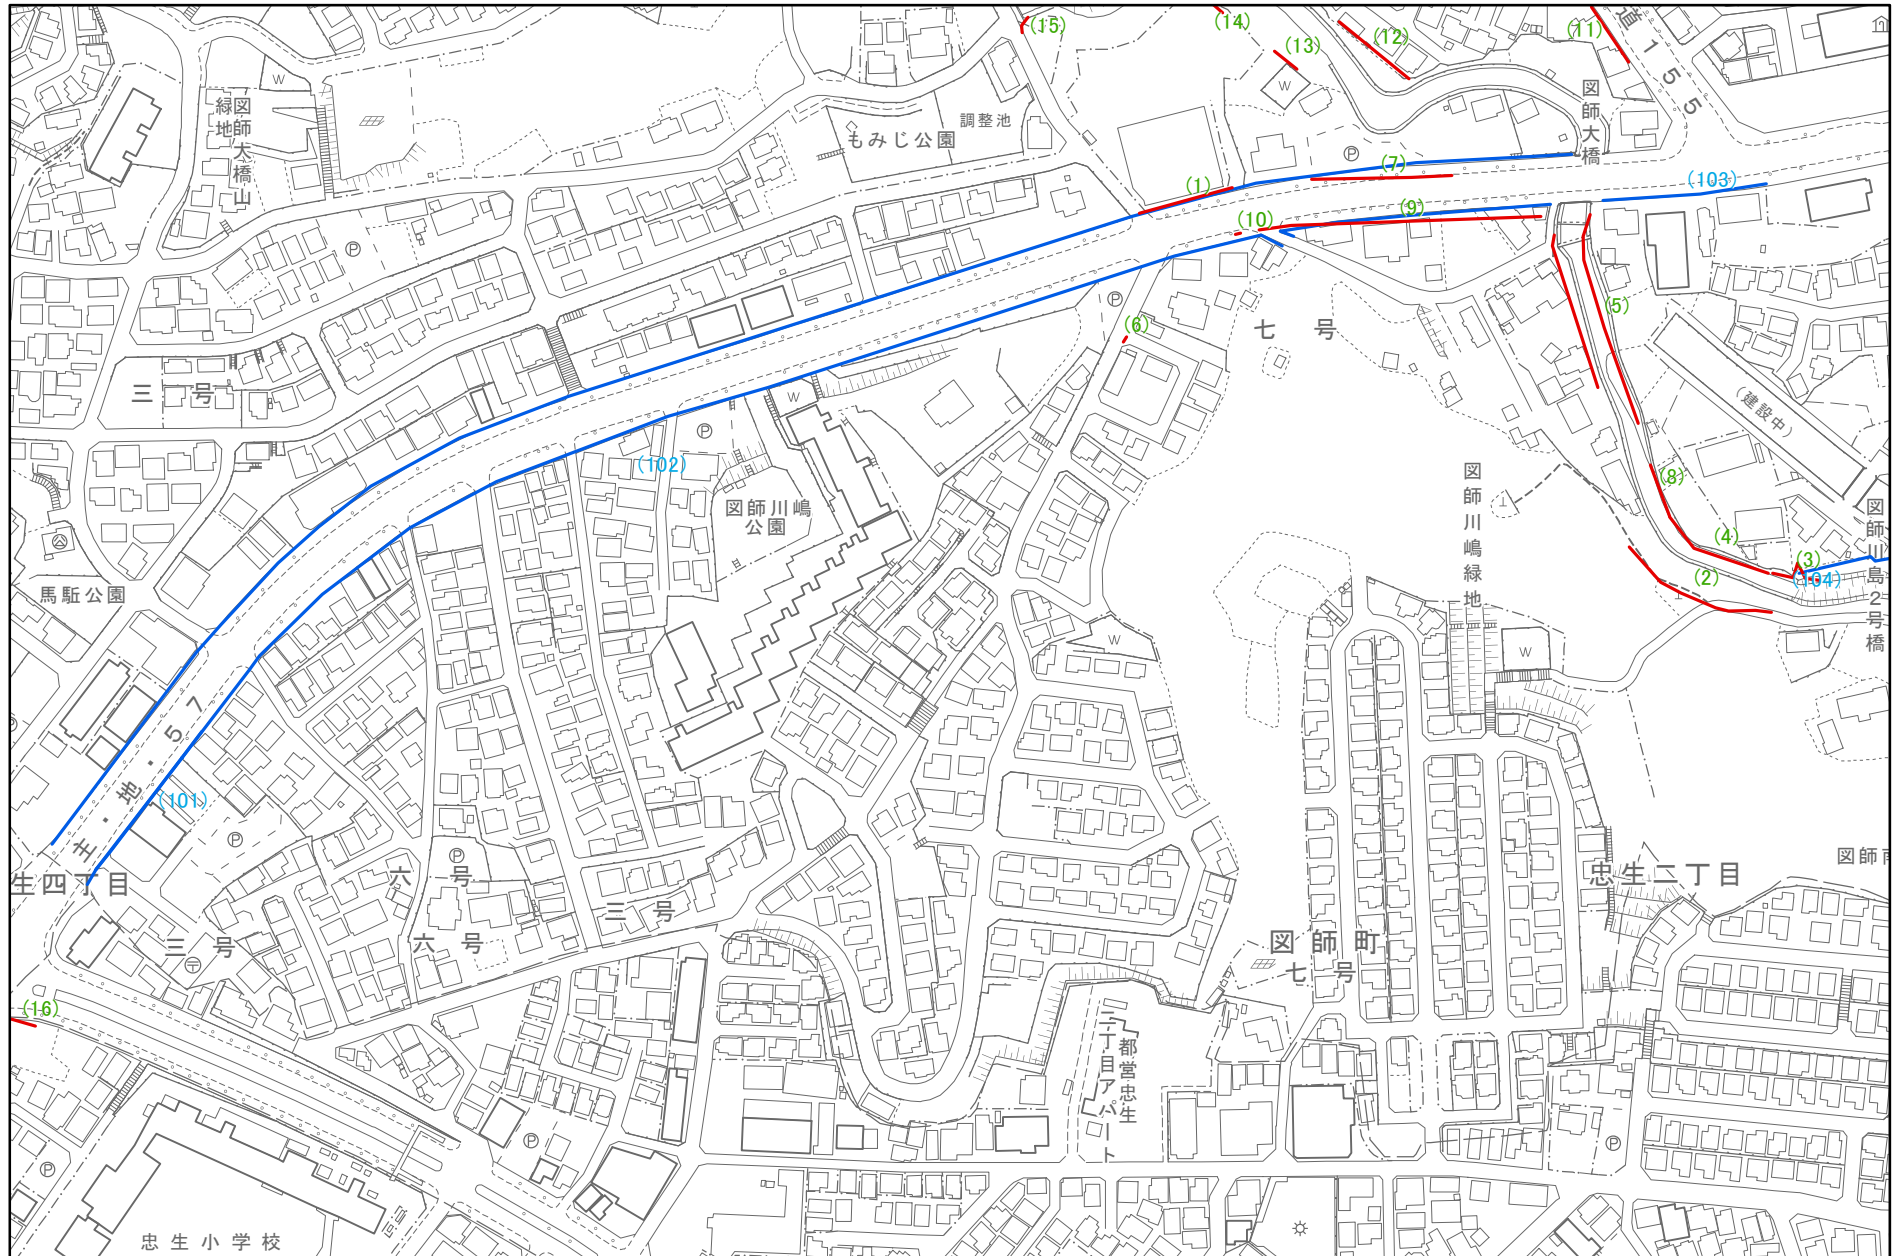 (15)
(14)
(13)
(12)
(11)
道155
W
W
図師大橋山
緑地
調整池
もみじ公園
図師大橋
P
(7)
(1)
(103)
(9)
(10)
P
P
(5)
(6)
七号
三号
W
(建設中)
P
(102)
図師川嶋
公園
図師川嶋緑地
(8)
図師川島2号橋
(4)
(3)
(2)
(104)
馬駈公園
W
W
主・地・57
(101)
P
P
生四丁目
六号
三号
忠生二丁目
図師
三号
六号
図師町
七号
(16)
都営忠生
二丁目アパート
P
P
P
忠生小学校